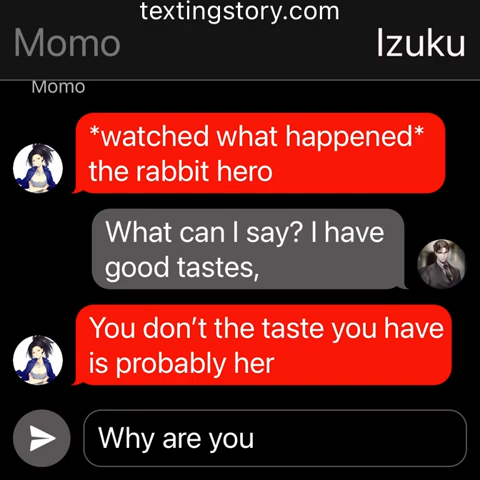 textingstory.com
Momo
Izuku
Momo
*watched what happened*
the rabbit hero
What can I say? I have
good tastes,
You don't the taste you have
is probably her
Why are you